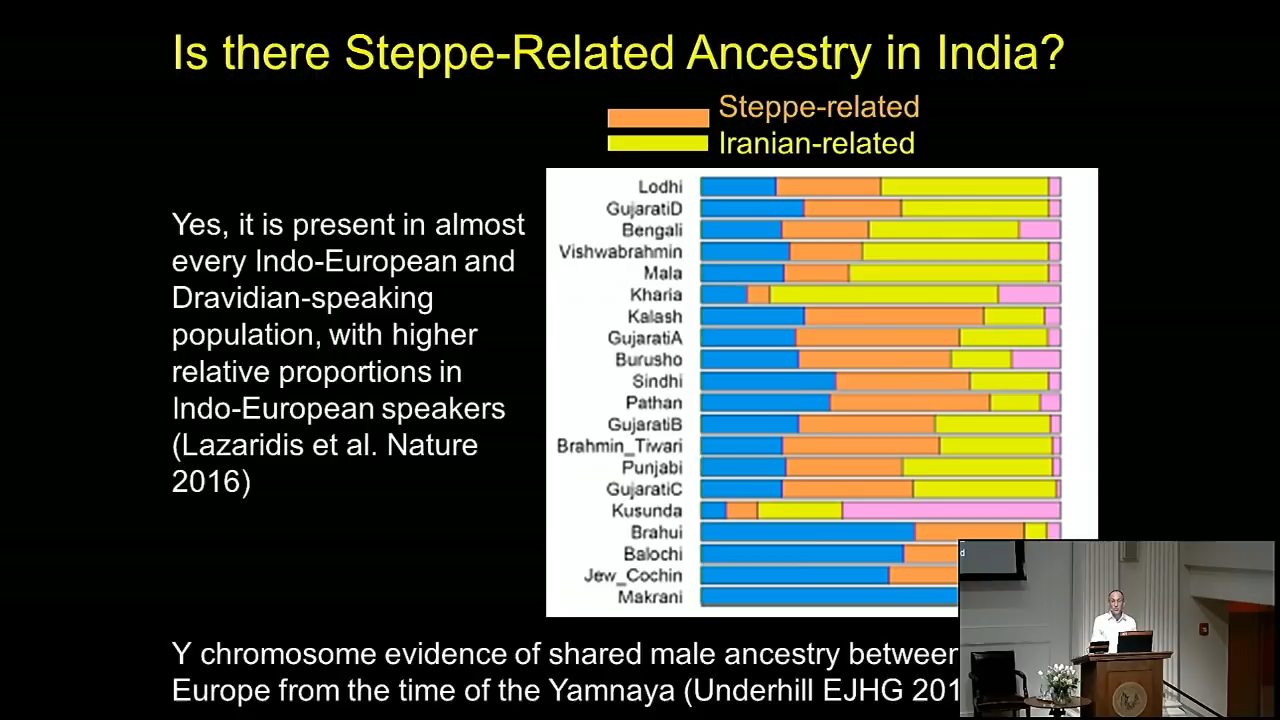 Is there Steppe-Related Ancestry in India?
Steppe-related
Iranian-related
Yes, it is present in almost
every Indo-European and
Dravidian-speaking
population, with higher
relative proportions in
Indo-European speakers
(Lazaridis et al. Nature
2016)
Lodhi
GujaratiD
Bengali
Vishwabrahmin
Mala
Kharia
Kalash
GujaratiA
Burusho
Sindhi
Pathan
GujaratiB
Brahmin_Tiwari
Punjabi
GujaratiC
Kusunda
Brahui
Balochi
Jew_Cochin
Makrani
Y chromosome evidence of shared male ancestry between
Europe from the time of the Yamnaya (Underhill EJHG 201